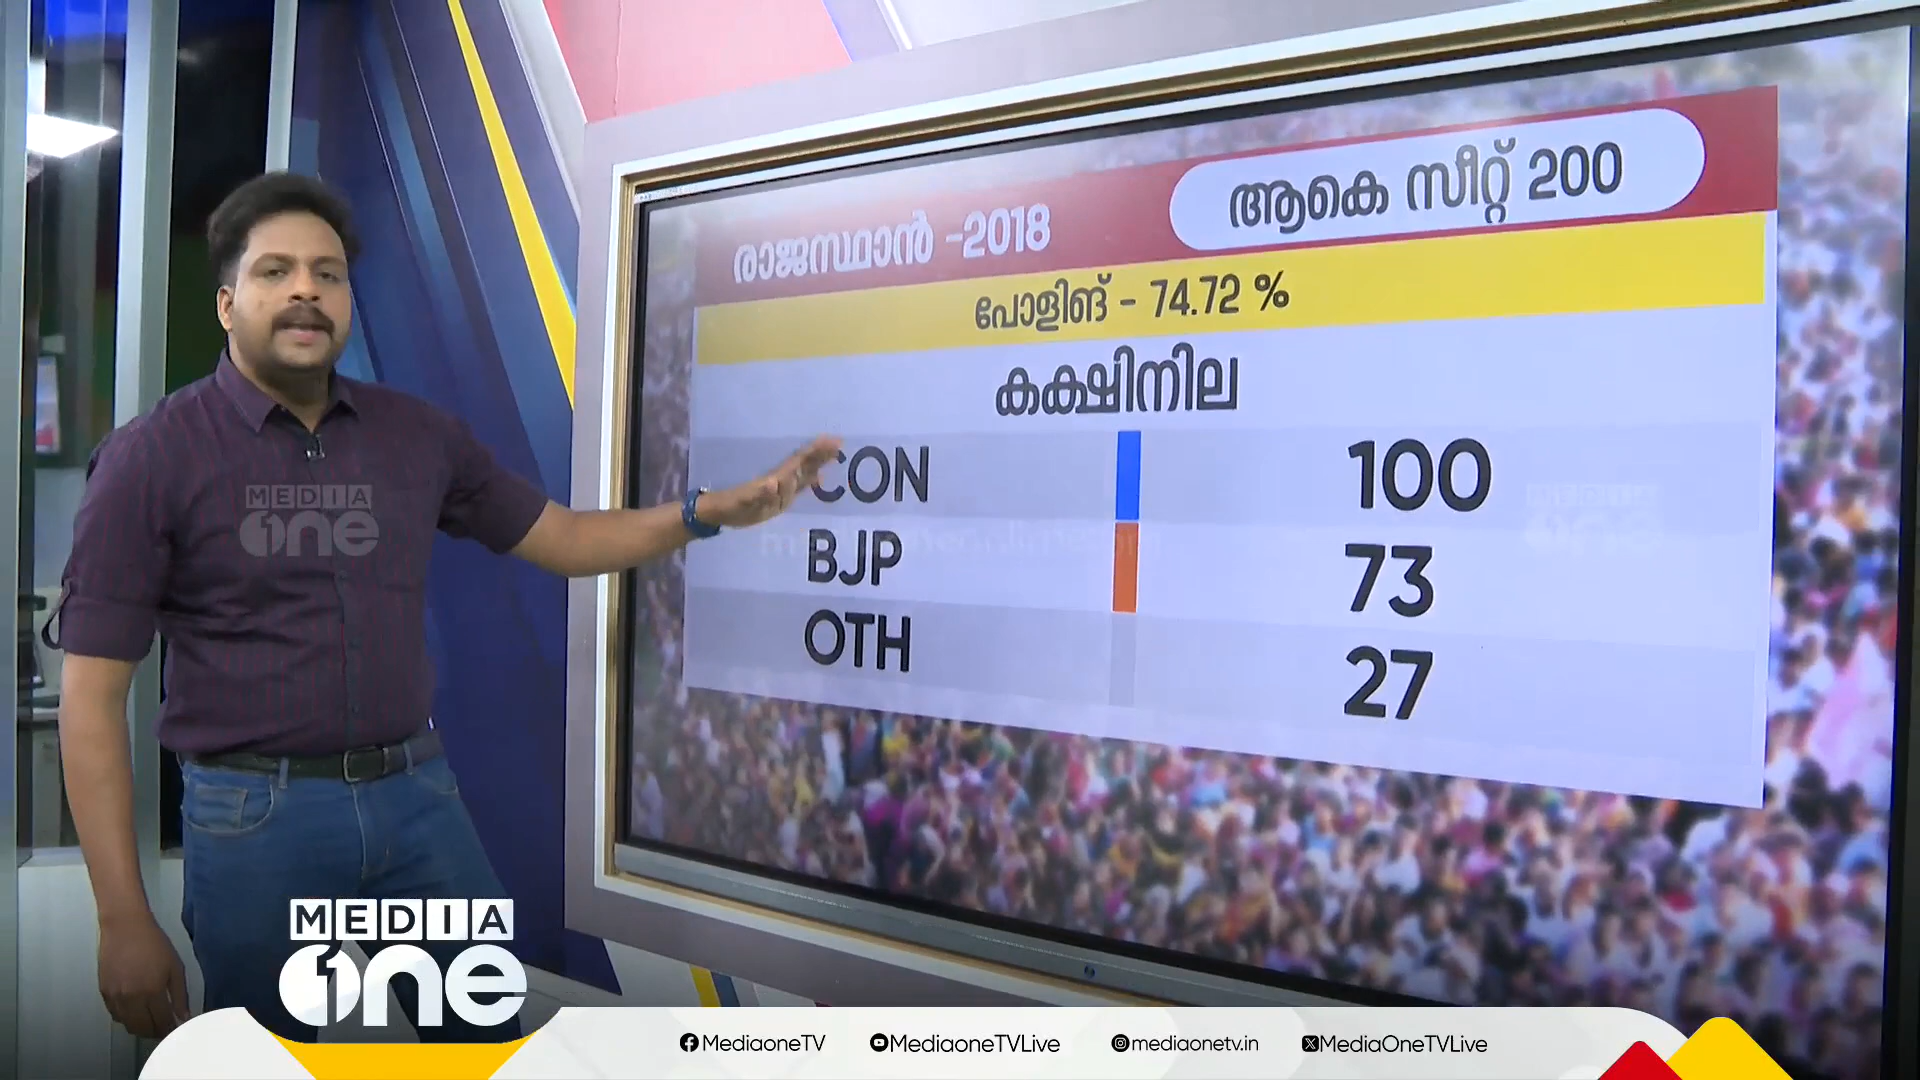 ആകെ സീറ്റ് 200
രാജസ്ഥാൻ -2018
പോളിങ് - 74.72 %
കക്ഷിനില
CON 100
BJP 73
OTH 27
MEDIA
one
MEDIA
one
MediaoneTV
MediaoneTVLive
mediaonetv.in
MediaOneTVLive